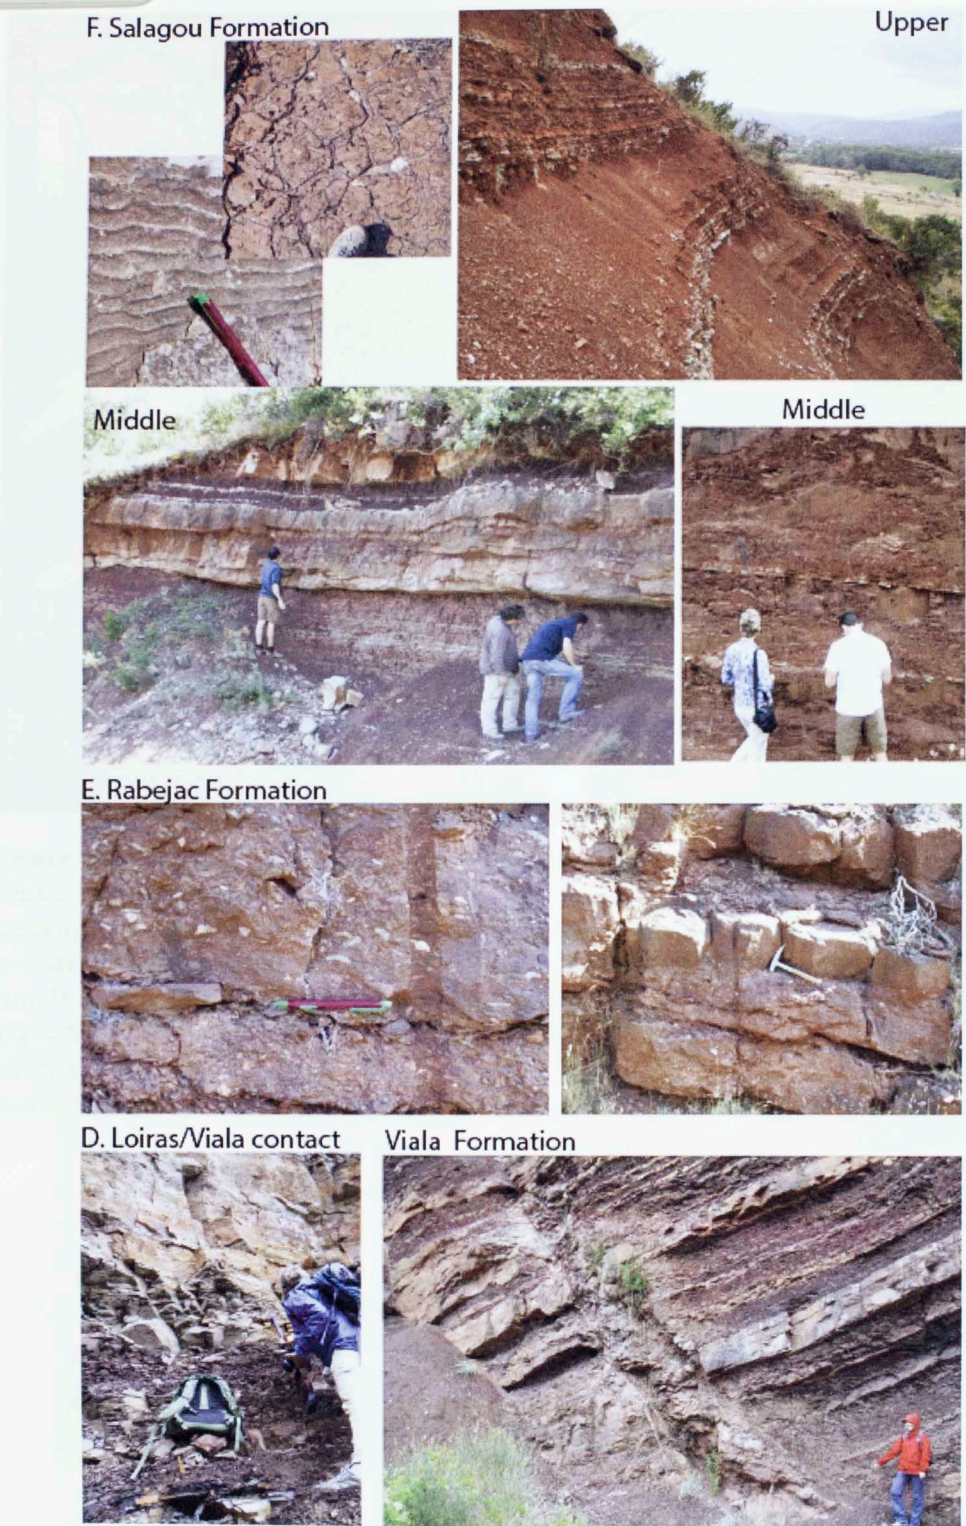 F. Salagou Formation
Upper
Middle
Middle
E. Rabejac Formation
D. Loiras/Viala contact
Viala Formation